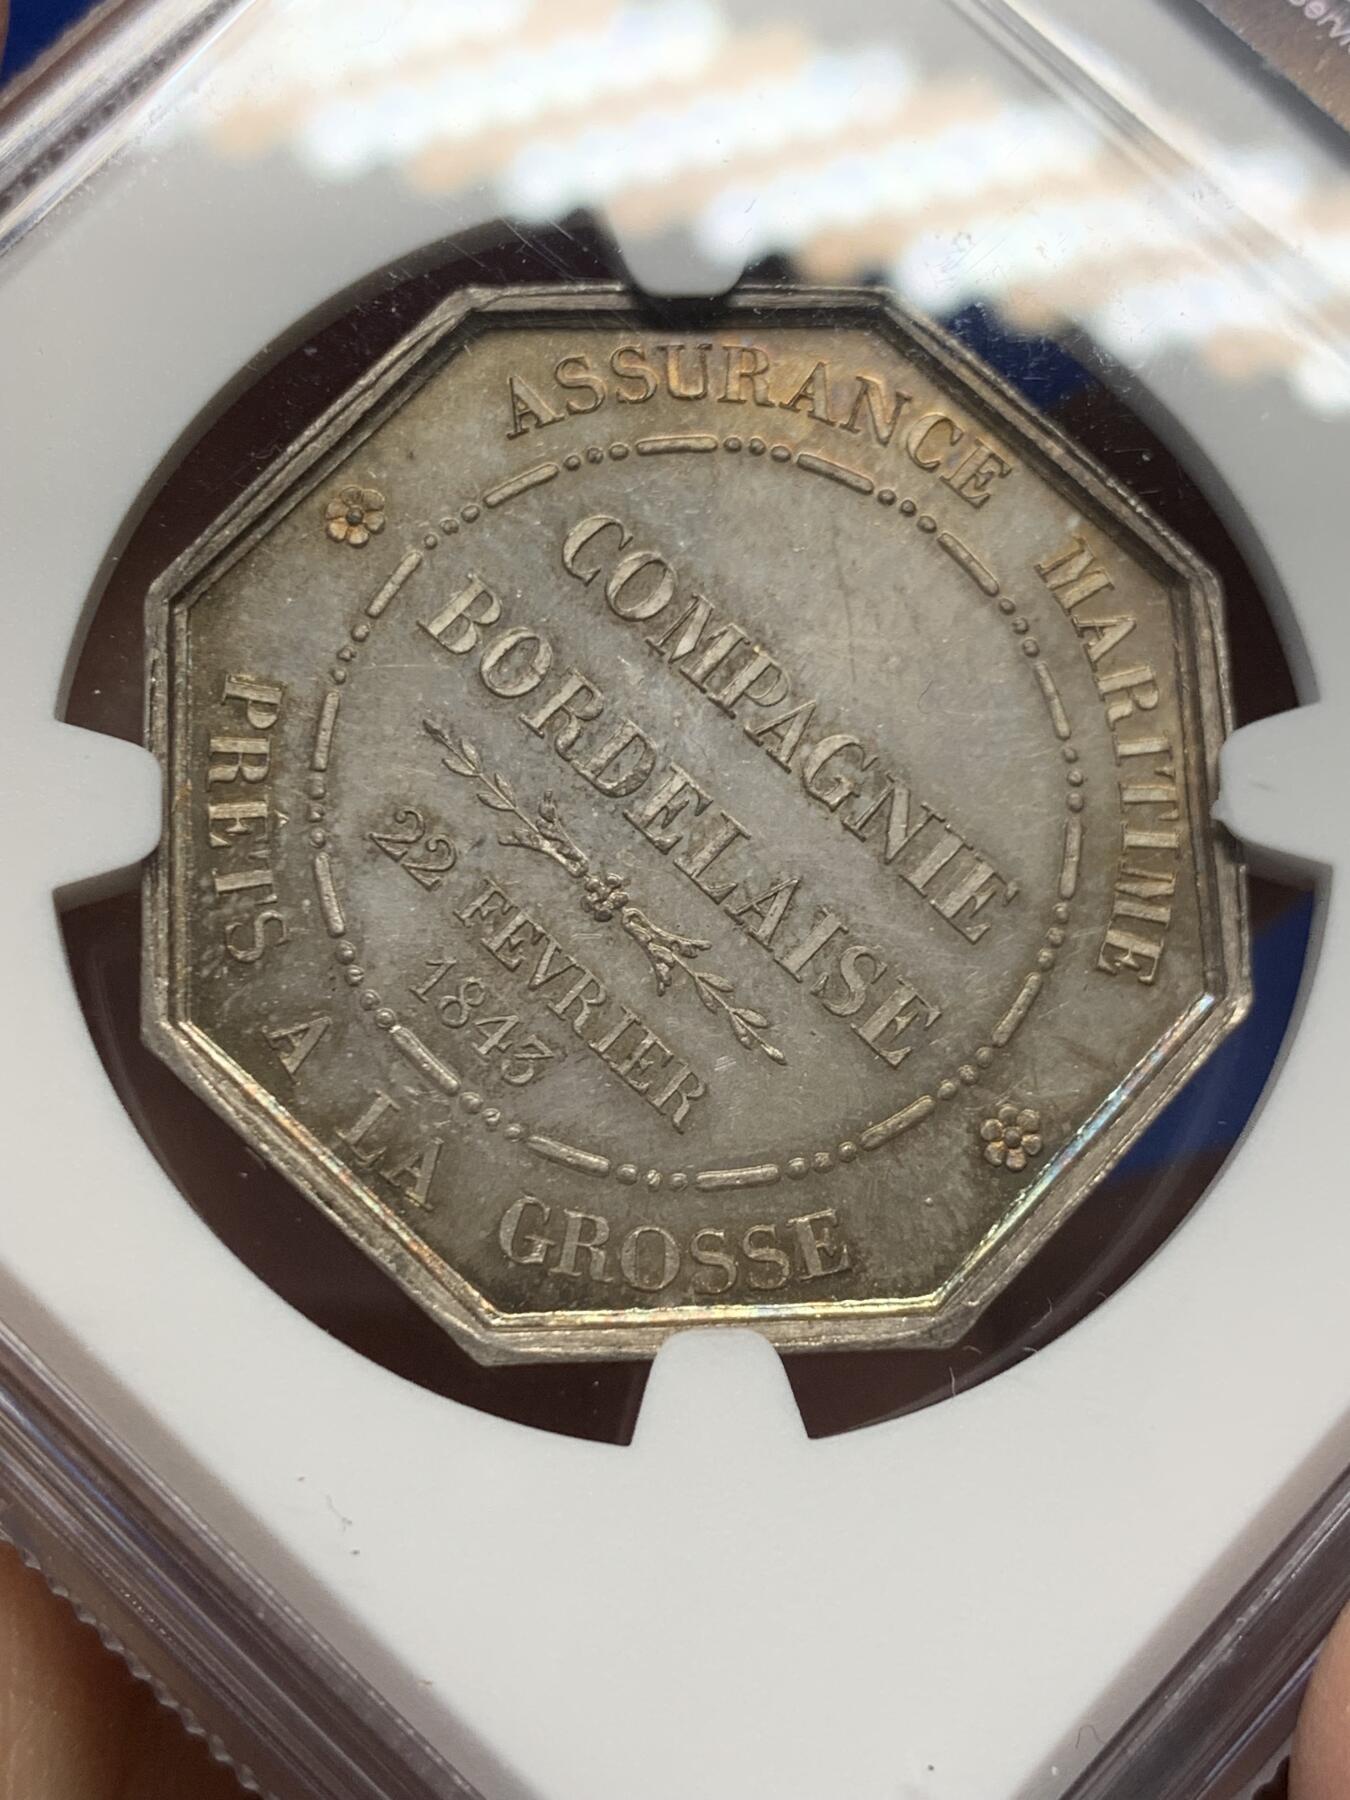 ASSURANCE MARITIME
COMPAGNIE
BORDELAISE
22 FEVRIER
1843
PRÊTS A LA GROSSE